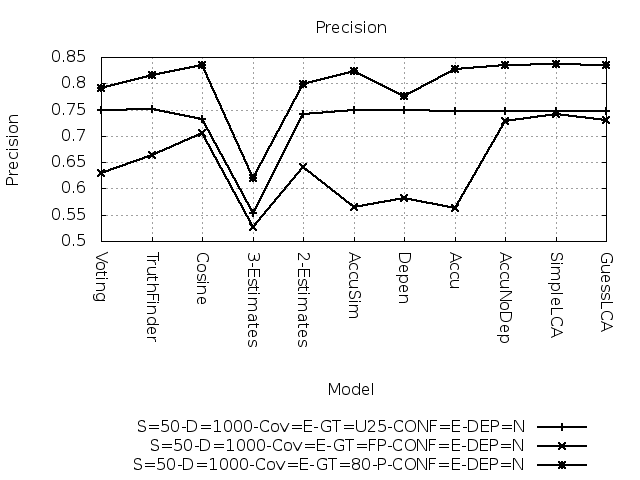 Precision
0.85
0.8
0.75
0.7
0.65
0.6
0.55
0.5
Precision
Voting
TruthFinder
Cosine
3-Estimates
2-Estimates
AccuSim
Depen
Accu
AccuNoDep
SimpleLCA
GuessLCA
Model
S=50-D=1000-Cov=E-GT=U25-CONF=E-DEP=N
S=50-D=1000-Cov=E-GT=FP-CONF=E-DEP=N
S=50-D=1000-Cov=E-GT=80-P-CONF=E-DEP=N